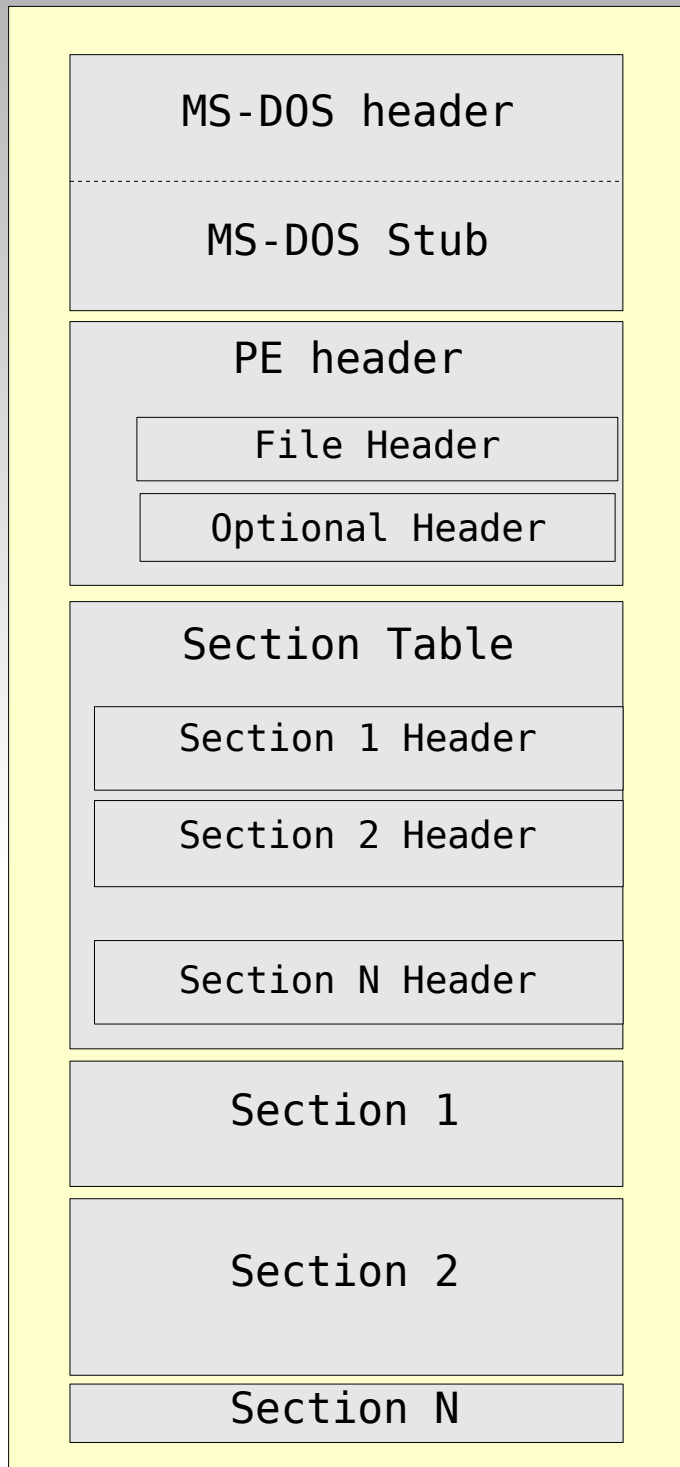 MS-DOS header
MS-DOS Stub
PE header
File Header
Optional Header
Section Table
Section 1 Header
Section 2 Header
Section N Header
Section 1
Section 2
Section N